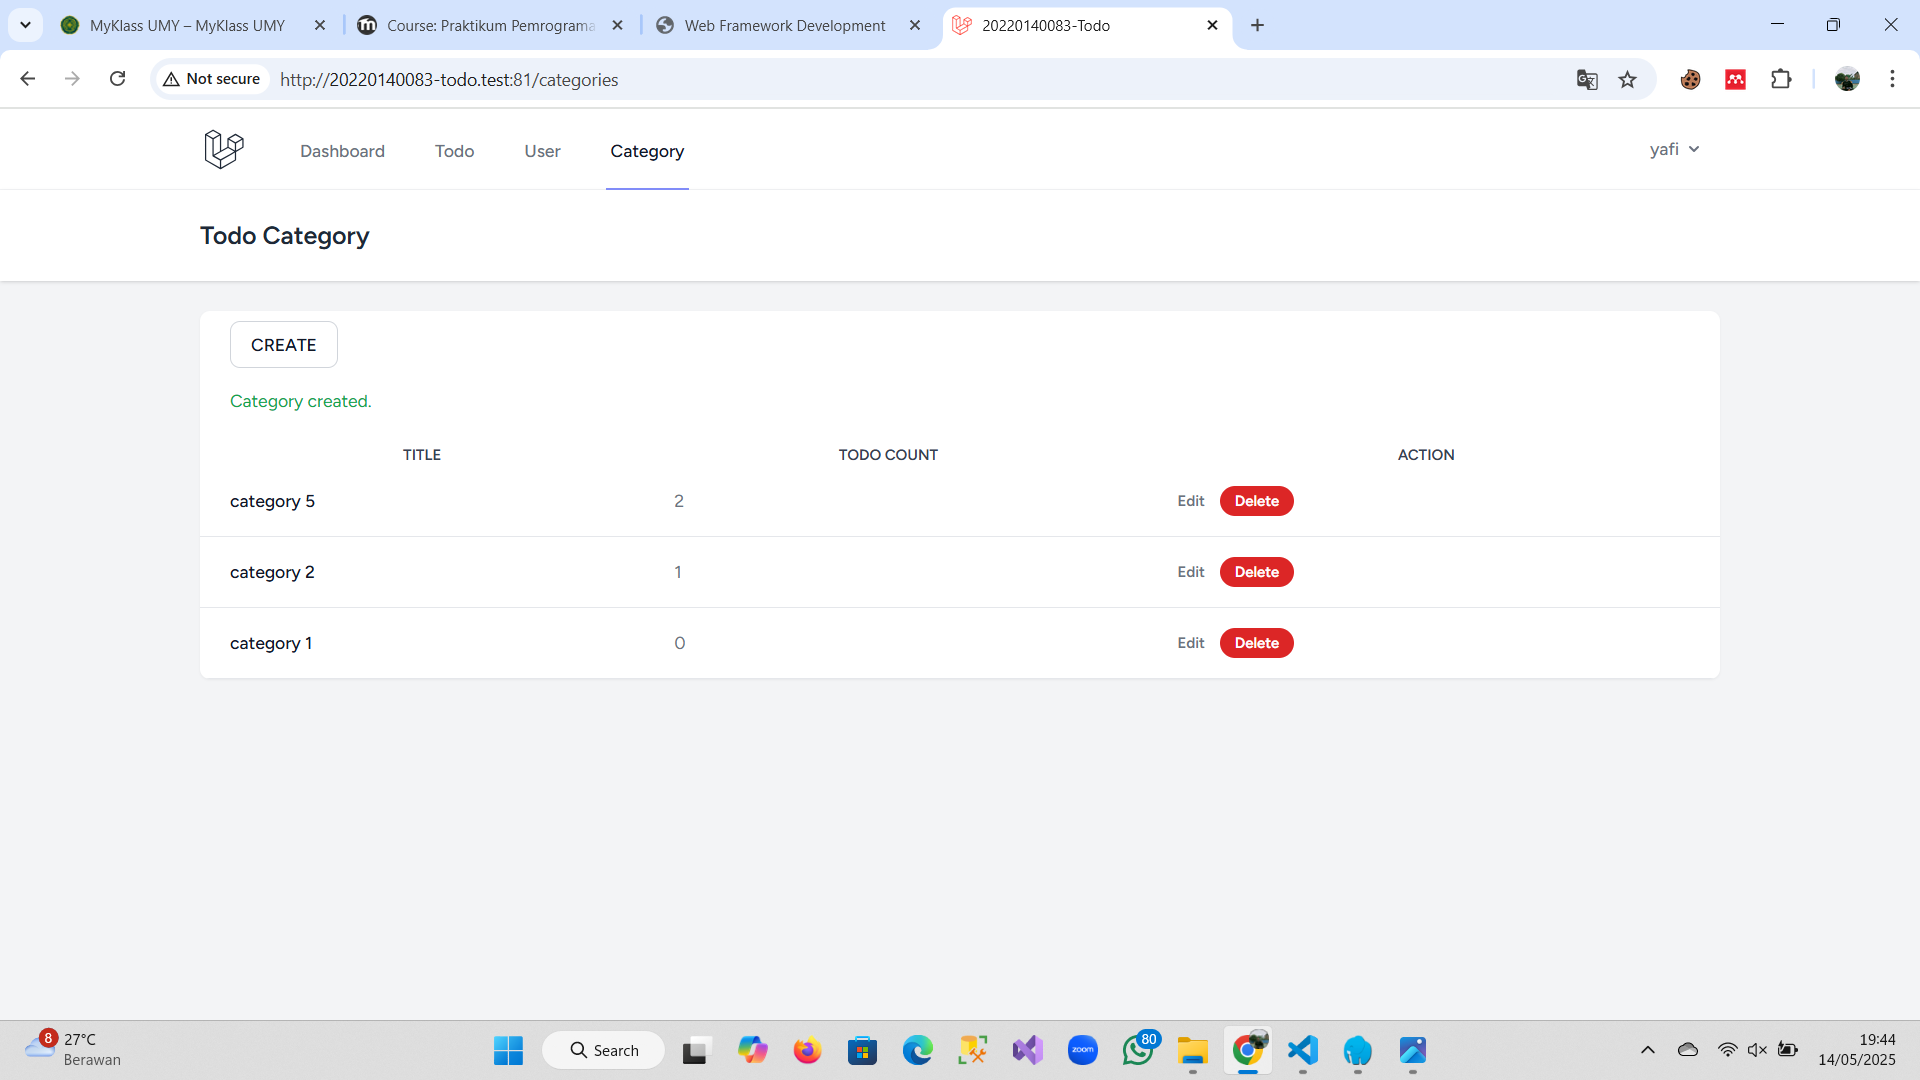 MyKlass UMY – MyKlass UMY
Course: Praktikum Pemrograma
Web Framework Development
20220140083-Todo
Not secure
http://20220140083-todo.test:81/categories
Dashboard
Todo
User
Category
yafi
Todo Category
CREATE
Category created.
TITLE
TODO COUNT
ACTION
category 5
2
Edit
Delete
category 2
1
Edit
Delete
category 1
0
Edit
Delete
8
27°C
Berawan
Search
zoom
80
19:44
14/05/2025